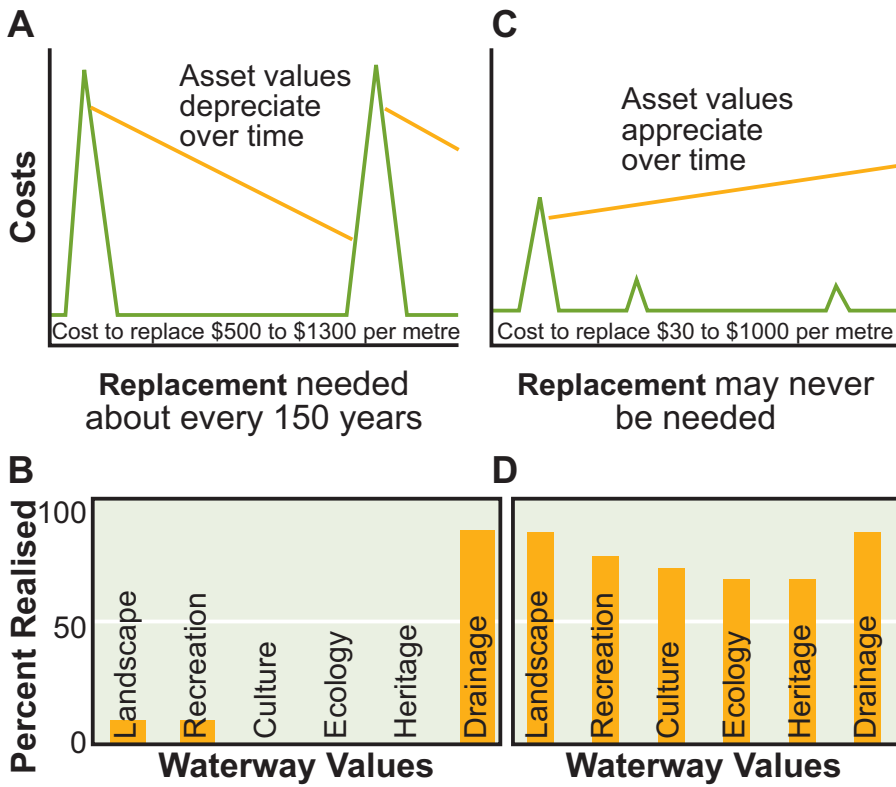 A
Costs
Asset values
depreciate
over time
Cost to replace $500 to $1300 per metre
Replacement needed
about every 150 years
C
Asset values
appreciate
over time
Cost to replace $30 to $1000 per metre
Replacement may never
be needed
B
Percent Realised
100
50
0
Landscape
Recreation
Culture
Ecology
Heritage
Drainage
Waterway Values
D
Landscape
Recreation
Culture
Ecology
Heritage
Drainage
Waterway Values